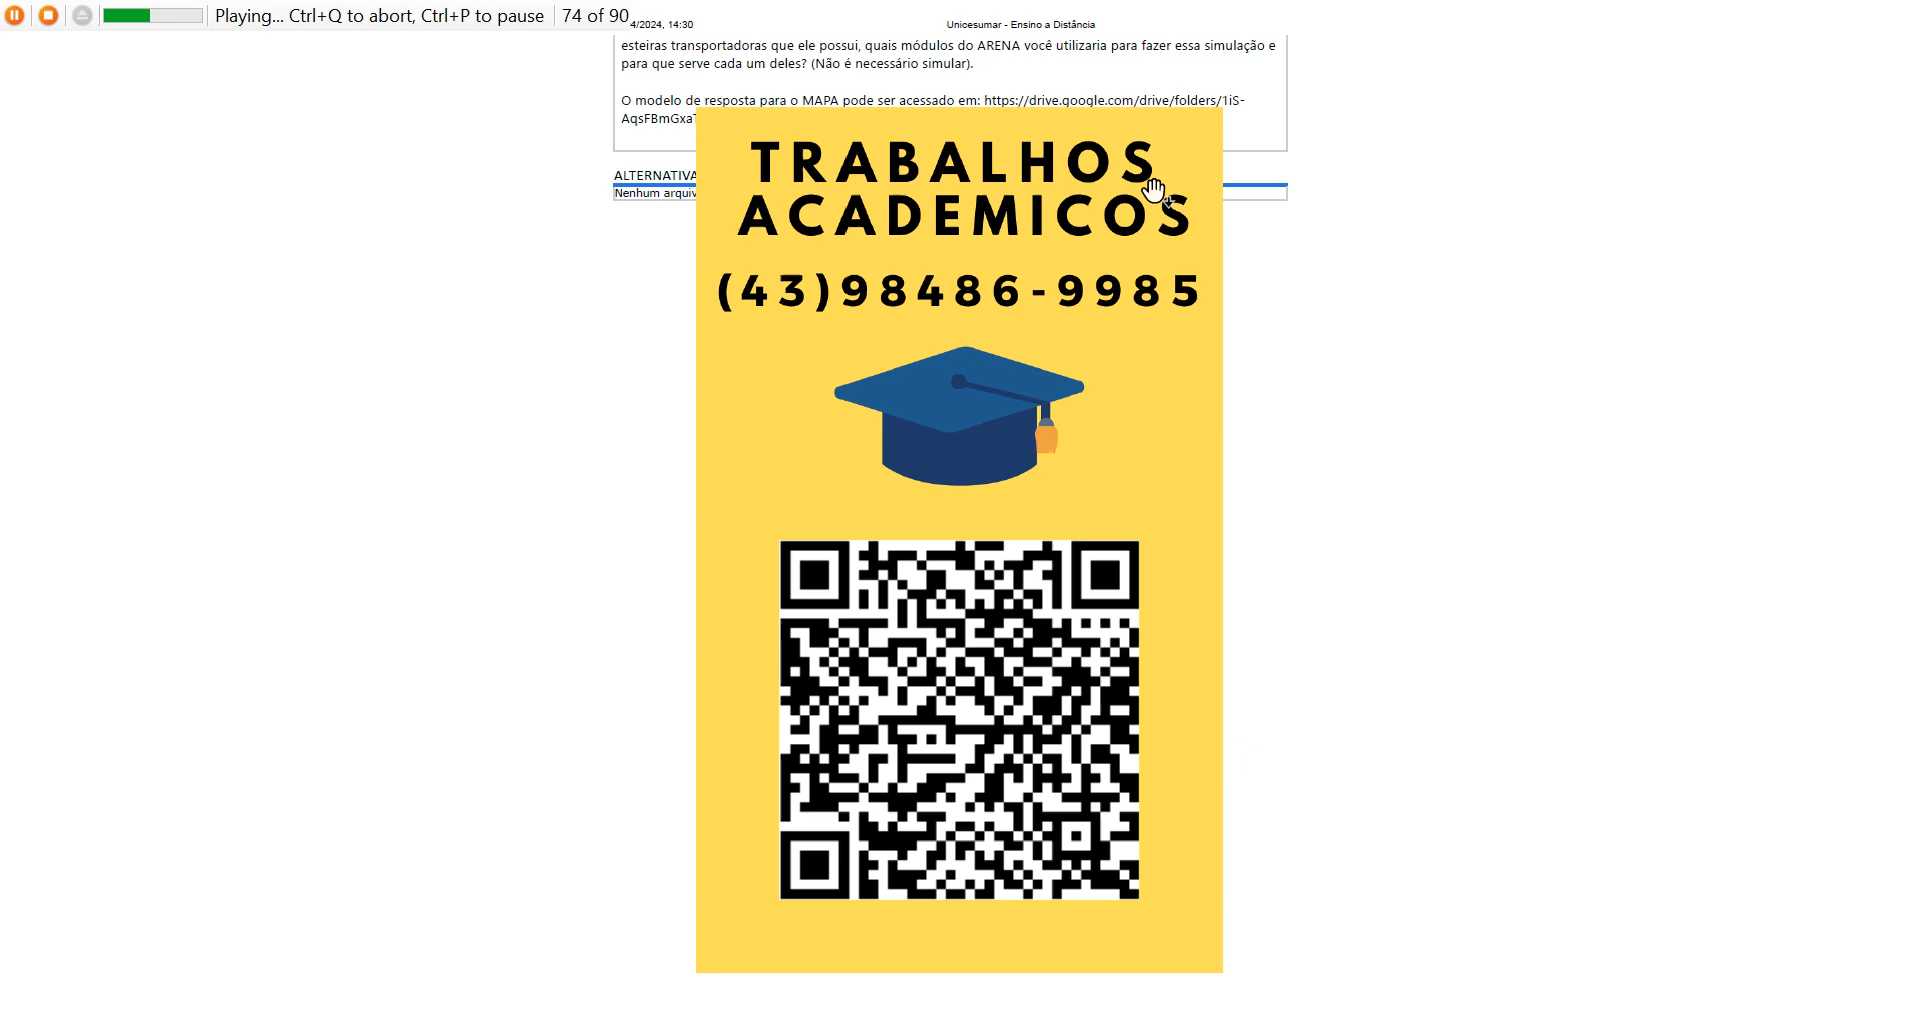 Playing... Ctrl+Q to abort, Ctrl+P to pause 74 of 90
4/2024, 14:30 Unicesumar - Ensino a Distância
esteiras transportadoras que ele possui, quais módulos do ARENA você utilizaria para fazer essa simulação e
para que serve cada um deles? (Não é necessário simular).
O modelo de resposta para o MAPA pode ser acessado em: https://drive.google.com/drive/folders/1iS-
AqsFBmGxa
ALTERNATIVA
Nenhum arquiv
TRABALHOS
ACADEMICOS
(43)98486-9985